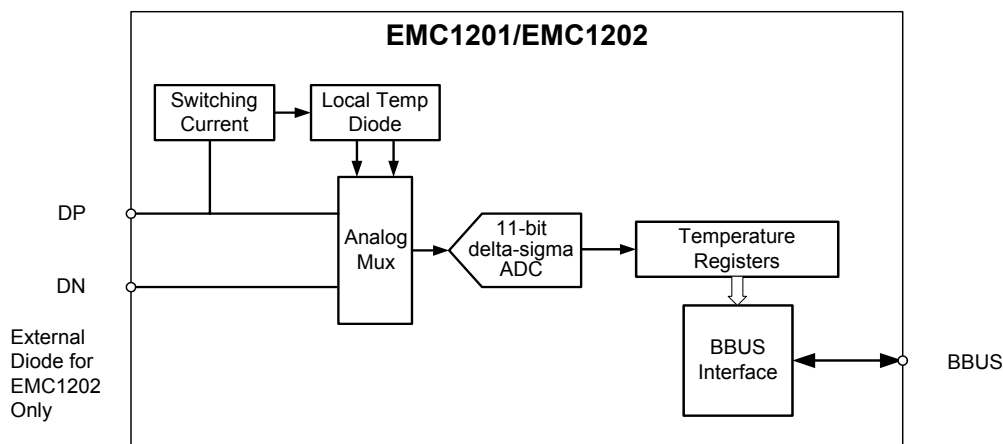 EMC1201/EMC1202
Switching
Current
Local Temp
Diode
DP
DN
Analog
Mux
11-bit
delta-sigma
ADC
Temperature
Registers
External
Diode for
EMC1202
Only
BBUS
Interface
BBUS